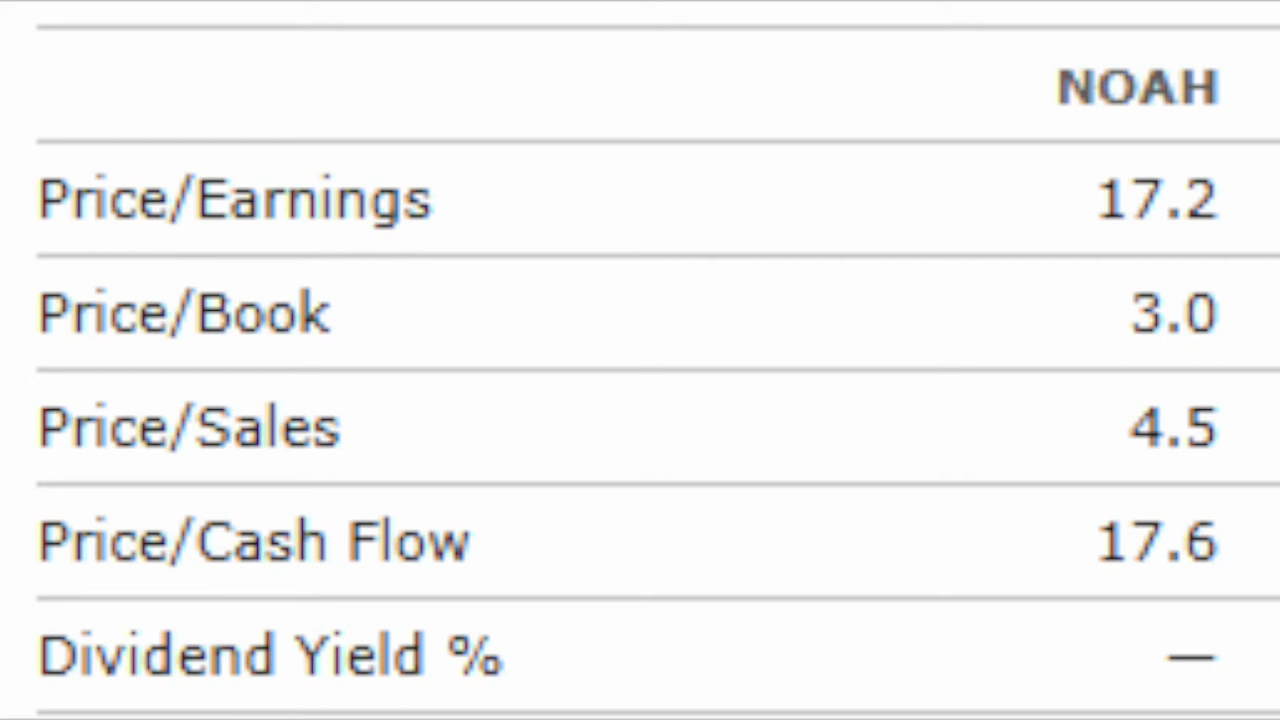 NOAH
Price/Earnings 17.2
Price/Book 3.0
Price/Sales 4.5
Price/Cash Flow 17.6
Dividend Yield % —